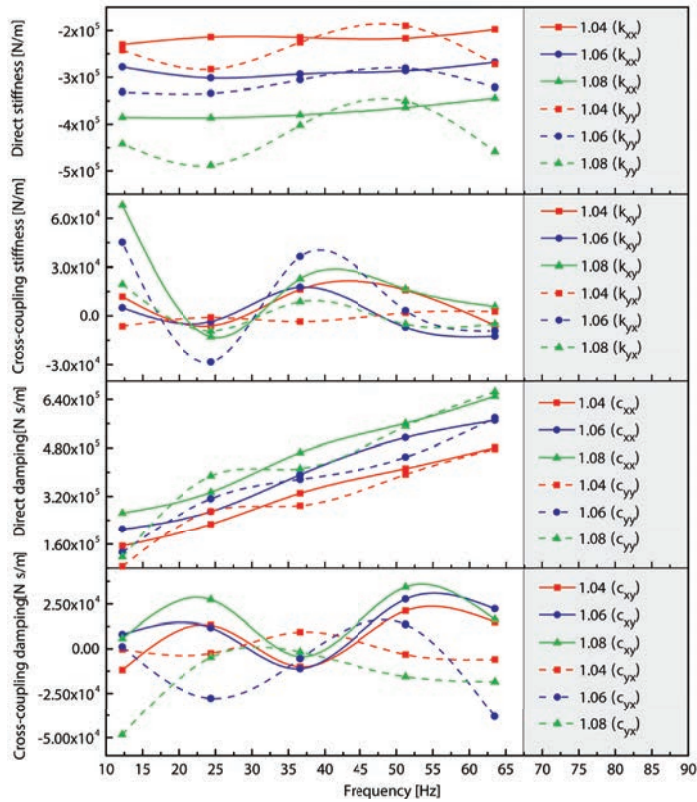 Direct stiffness [N/m]
-2x10⁵
-3x10⁵
-4x10⁵
-5x10⁵
1.04 (kxx)
1.06 (kxx)
1.08 (kxx)
1.04 (kyy)
1.06 (kyy)
1.08 (kyy)
Cross-coupling stiffness [N/m]
6.0x10⁴
3.0x10⁴
0.0
-3.0x10⁴
1.04 (kxy)
1.06 (kxy)
1.08 (kxy)
1.04 (kyx)
1.06 (kyx)
1.08 (kyx)
Direct damping[N s/m]
6.40x10⁵
4.80x10⁵
3.20x10⁵
1.60x10⁵
1.04 (cxx)
1.06 (cxx)
1.08 (cxx)
1.04 (cyy)
1.06 (cyy)
1.08 (cyy)
Cross-coupling damping[N s/m]
2.50x10⁴
0.00
-2.50x10⁴
-5.00x10⁴
1.04 (cxy)
1.06 (cxy)
1.08 (cxy)
1.04 (cyx)
1.06 (cyx)
1.08 (cyx)
10 15 20 25 30 35 40 45 50 55 60 65 70 75 80 85 90
Frequency [Hz]